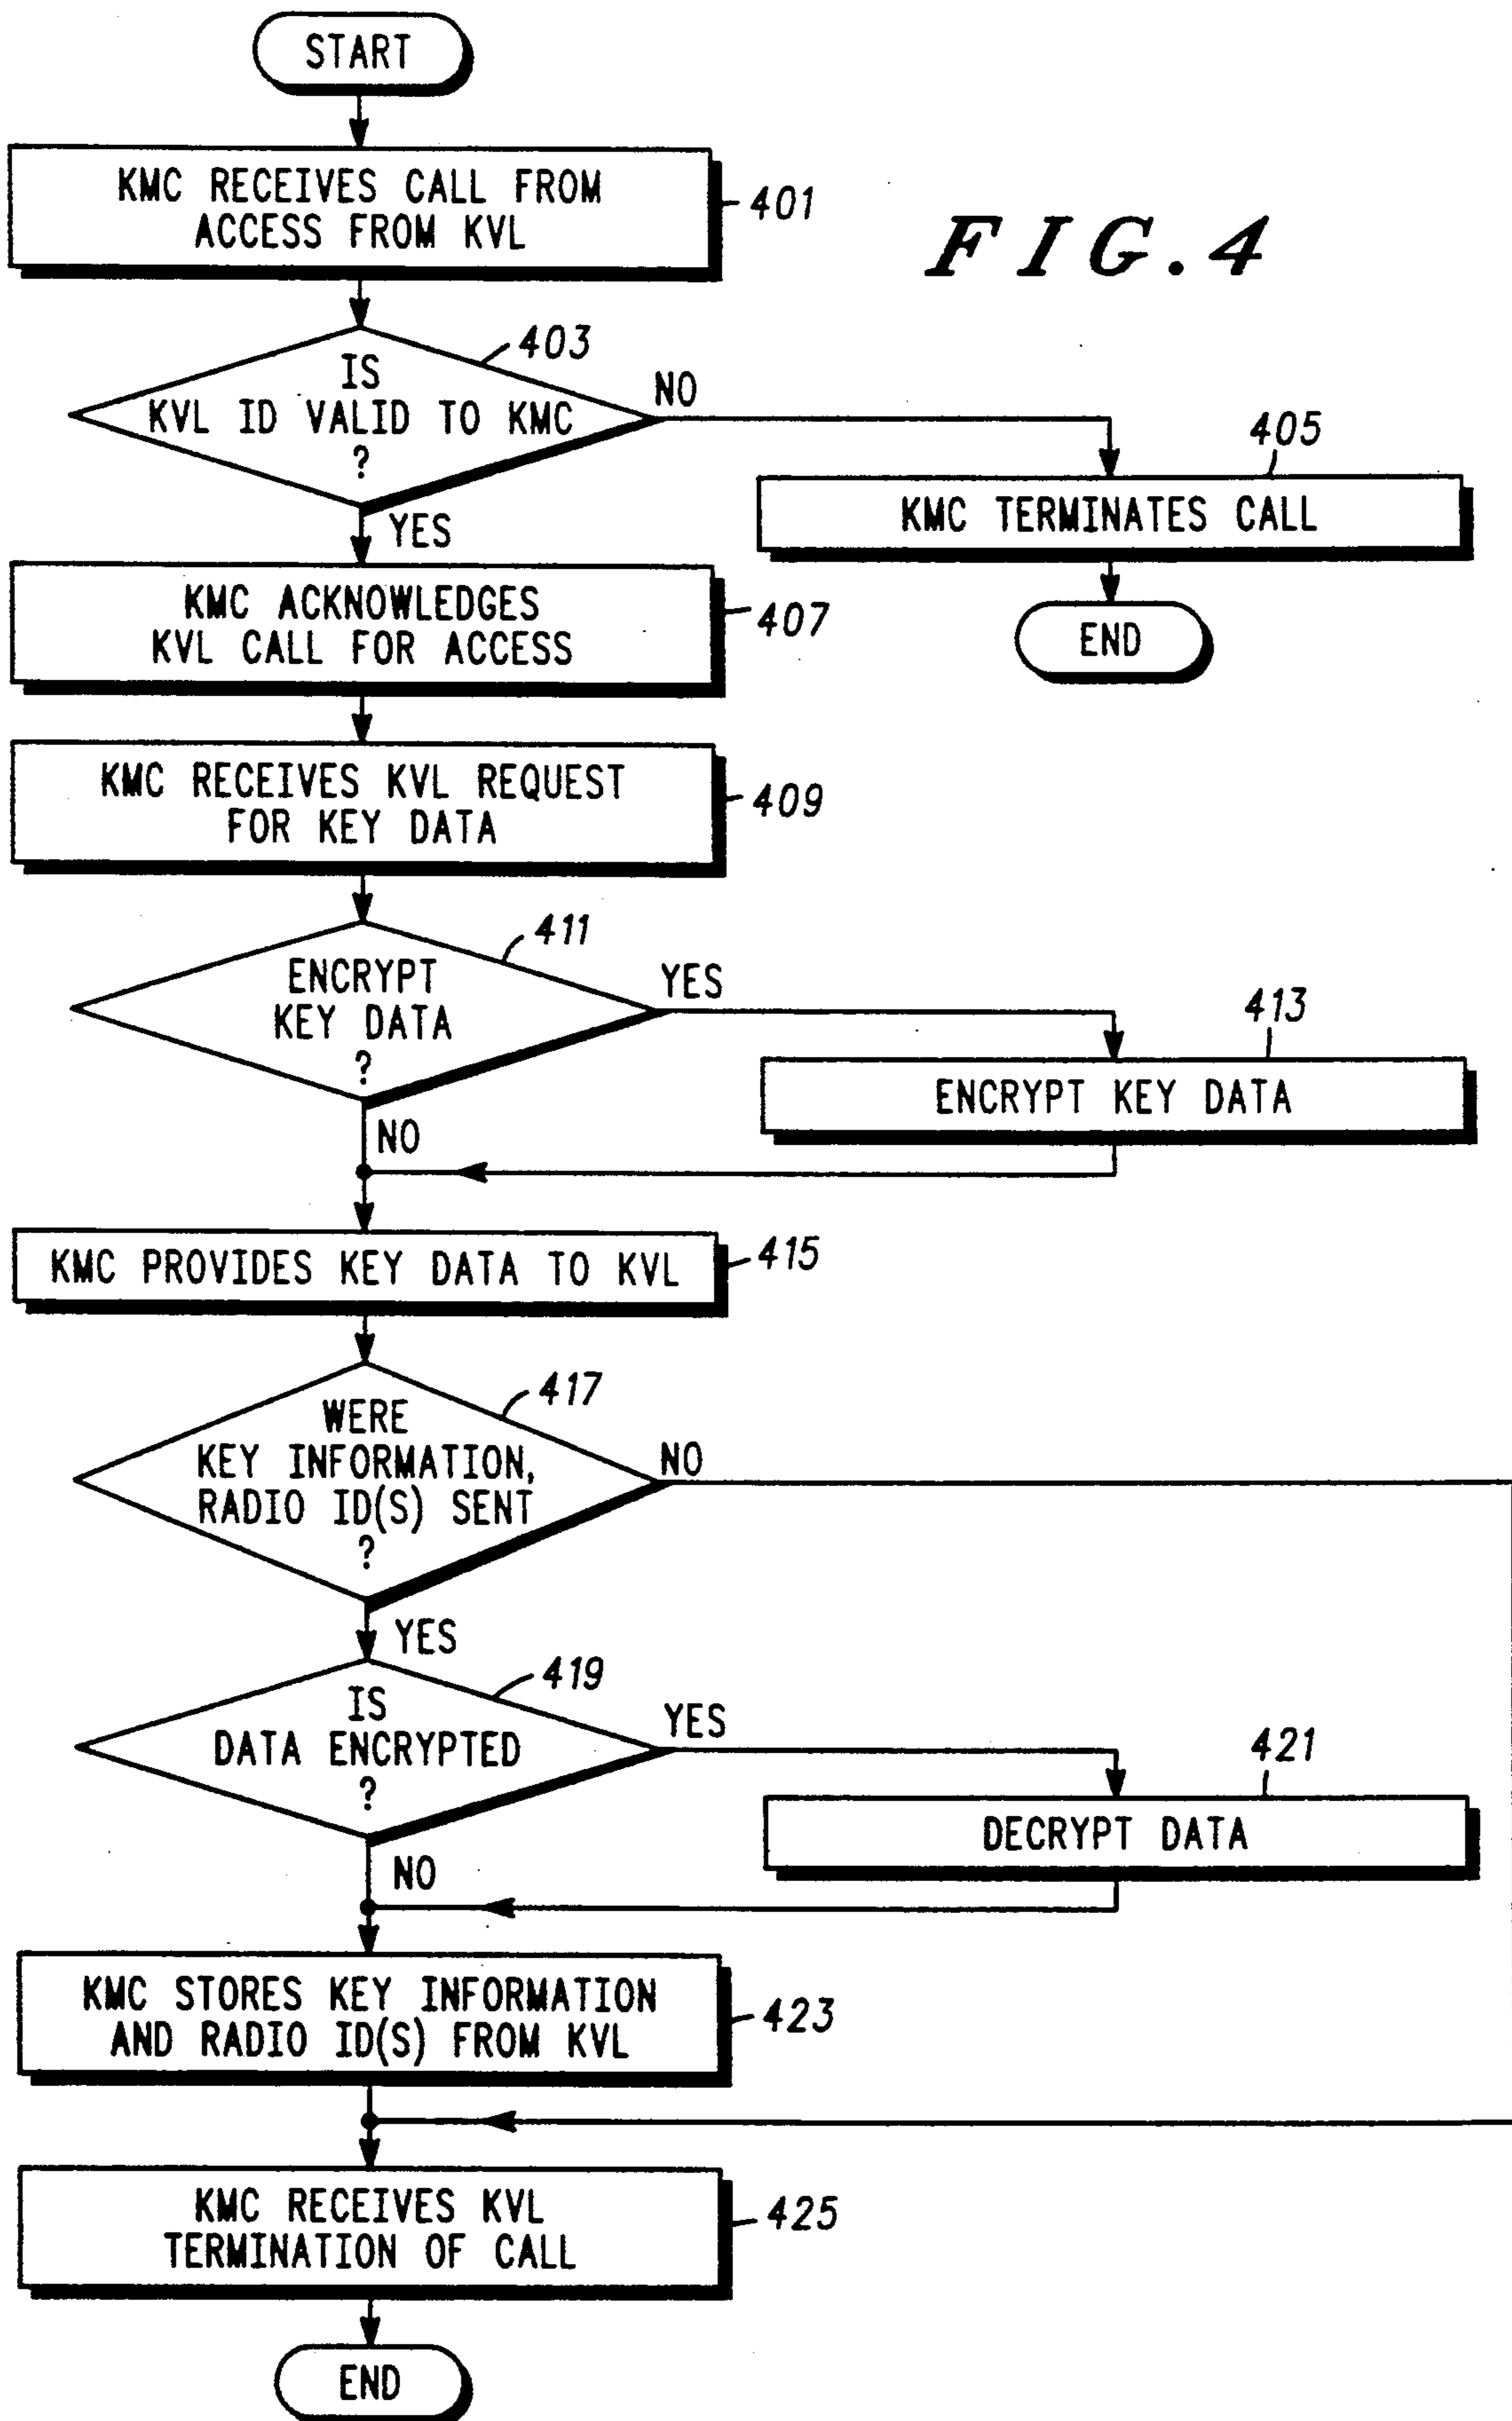 START
KMC RECEIVES CALL FROM
ACCESS FROM KVL
401
FIG.4
403
IS
KVL ID VALID TO KMC
?
NO
YES
405
KMC TERMINATES CALL
END
KMC ACKNOWLEDGES
KVL CALL FOR ACCESS
407
KMC RECEIVES KVL REQUEST
FOR KEY DATA
409
411
ENCRYPT
KEY DATA
?
YES
NO
413
ENCRYPT KEY DATA
KMC PROVIDES KEY DATA TO KVL
415
417
WERE
KEY INFORMATION,
RADIO ID(S) SENT
?
NO
YES
419
IS
DATA ENCRYPTED
?
YES
NO
421
DECRYPT DATA
KMC STORES KEY INFORMATION
AND RADIO ID(S) FROM KVL
423
KMC RECEIVES KVL
TERMINATION OF CALL
425
END